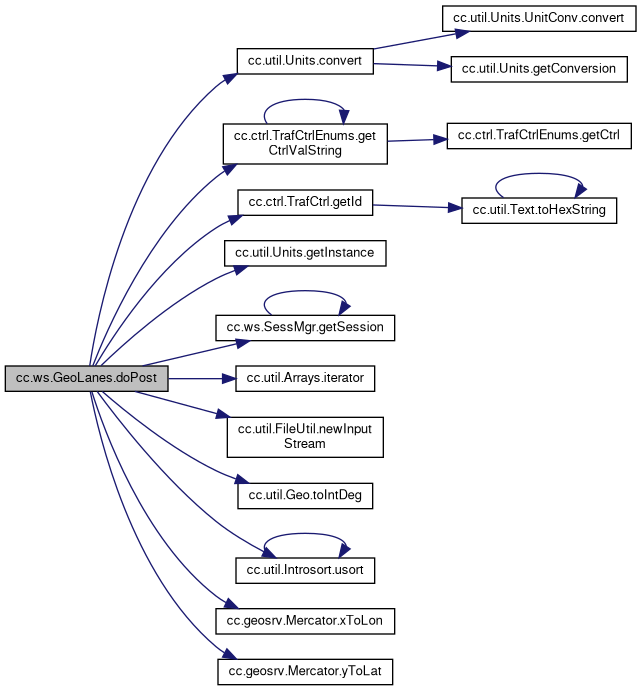 cc.util.Units.UnitConv.convert
cc.util.Units.convert
cc.util.Units.getConversion
cc.ctrl.TrafCtrlEnums.get
CtrlValString
cc.ctrl.TrafCtrlEnums.getCtrl
cc.ctrl.TrafCtrl.getId
cc.util.Text.toHexString
cc.util.Units.getInstance
cc.ws.SessMgr.getSession
cc.ws.GeoLanes.doPost
cc.util.Arrays.iterator
cc.util.FileUtil.newInput
Stream
cc.util.Geo.toIntDeg
cc.util.Introsort.usort
cc.geosrv.Mercator.xToLon
cc.geosrv.Mercator.yToLat